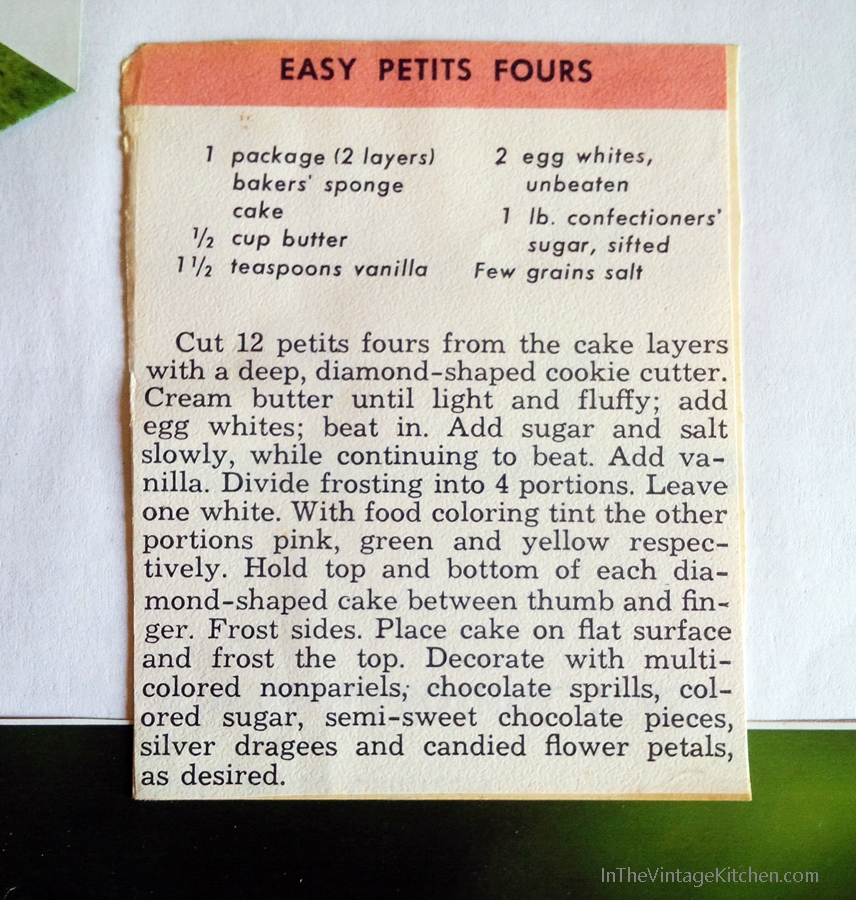 EASY PETITS FOURS
1 package (2 layers)
bakers' sponge
cake
½ cup butter
1½ teaspoons vanilla
2 egg whites,
unbeaten
1 lb. confectioners'
sugar, sifted
Few grains salt
Cut 12 petits fours from the cake layers
with a deep, diamond-shaped cookie cutter.
Cream butter until light and fluffy; add
egg whites; beat in. Add sugar and salt
slowly, while continuing to beat. Add va-
nilla. Divide frosting into 4 portions. Leave
one white. With food coloring tint the other
portions pink, green and yellow respec-
tively. Hold top and bottom of each dia-
mond-shaped cake between thumb and fin-
ger. Frost sides. Place cake on flat surface
and frost the top. Decorate with multi-
colored nonpariels; chocolate sprills, col-
ored sugar, semi-sweet chocolate pieces,
silver dragees and candied flower petals,
as desired.
InTheVintageKitchen.com